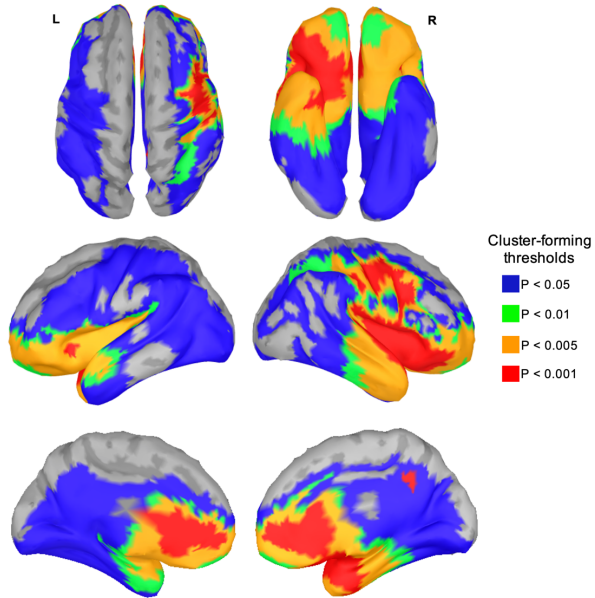 L
R
Cluster-forming
thresholds
P < 0.05
P < 0.01
P < 0.005
P < 0.001